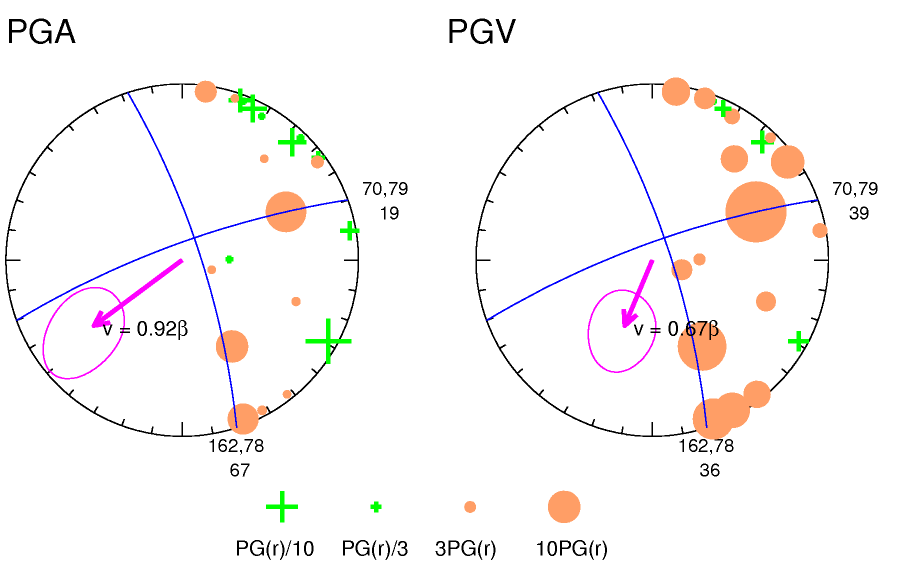 PGA
PGV
70,79
19
70,79
39
v = 0.92β
v = 0.67β
162,78
67
162,78
36
PG(r)/10
PG(r)/3
3PG(r)
10PG(r)